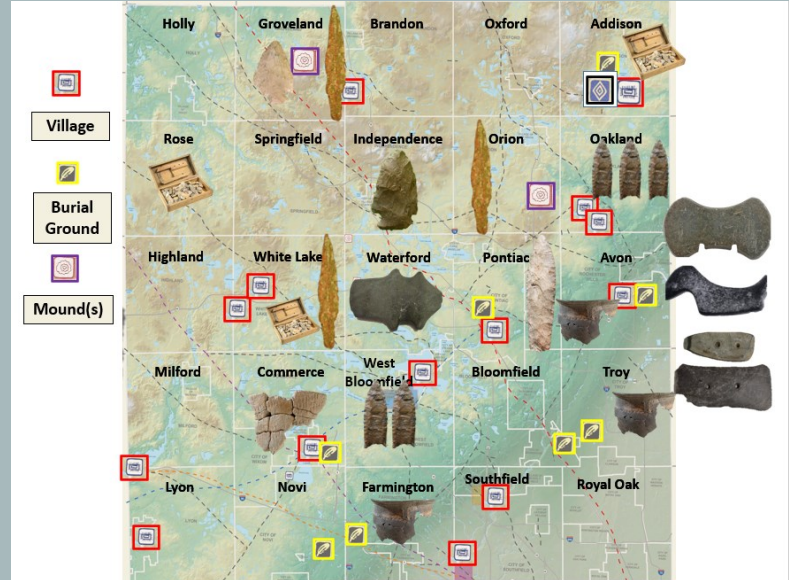 Holly
Groveland
Brandon
Oxford
Addison
Village
Rose
Springfield
Independence
Orion
Oakland
Burial
Ground
Highland
White Lake
Waterford
Pontiac
Avon
Mound(s)
Milford
Commerce
West
Bloomfield
Bloomfield
Troy
Lyon
Novi
Farmington
Southfield
Royal Oak